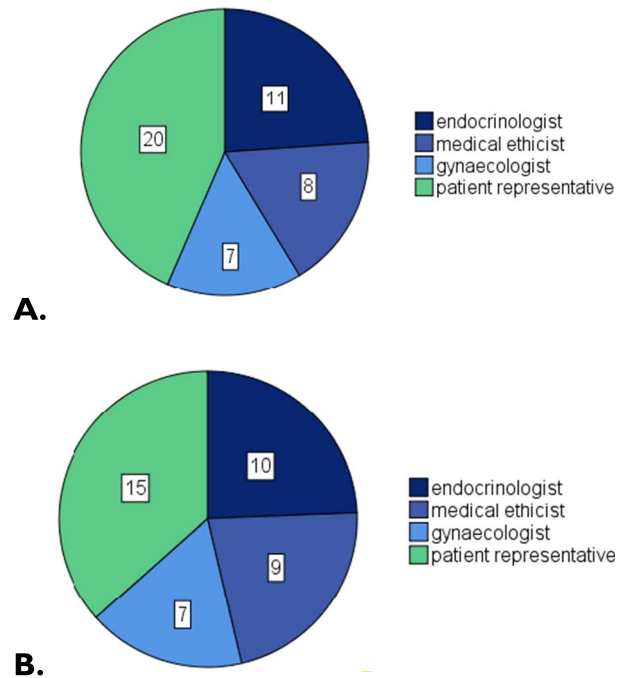 11
20
8
7
endocrinologist
medical ethicist
gynaecologist
patient representative
A.
10
15
9
7
endocrinologist
medical ethicist
gynaecologist
patient representative
B.